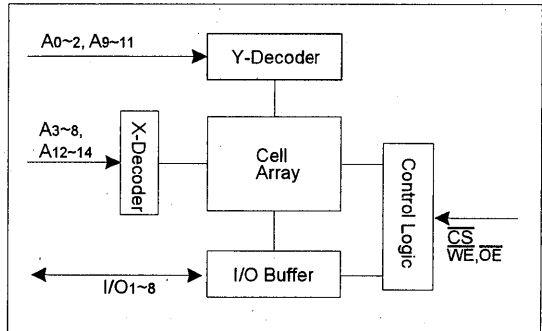 A0~2, A9~11
Y-Decoder
A3~8,
A12~14
X-Decoder
Cell
Array
Control Logic
CS
WE,OE
I/O1~8
I/O Buffer